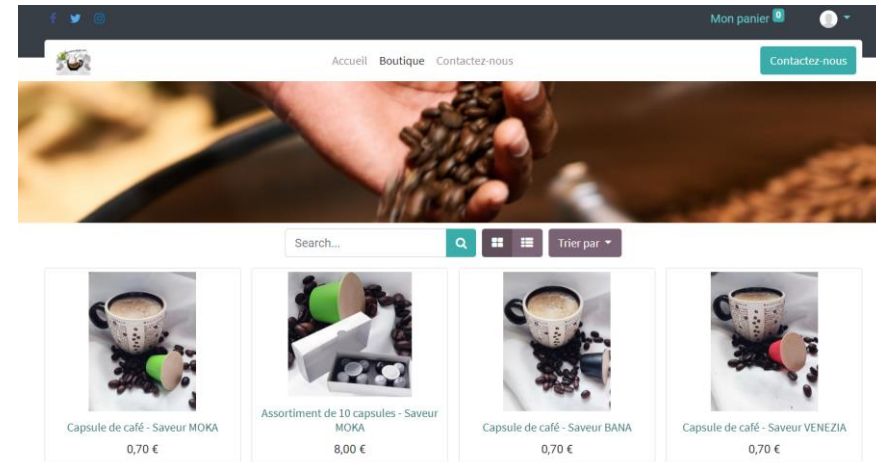 Mon panier 0
Accueil Boutique Contactez-nous
Contactez-nous
Search...
Trier par
Capsule de café - Saveur MOKA
0,70 €
Assortiment de 10 capsules - Saveur
MOKA
8,00 €
Capsule de café - Saveur BANA
0,70 €
Capsule de café - Saveur VENEZIA
0,70 €